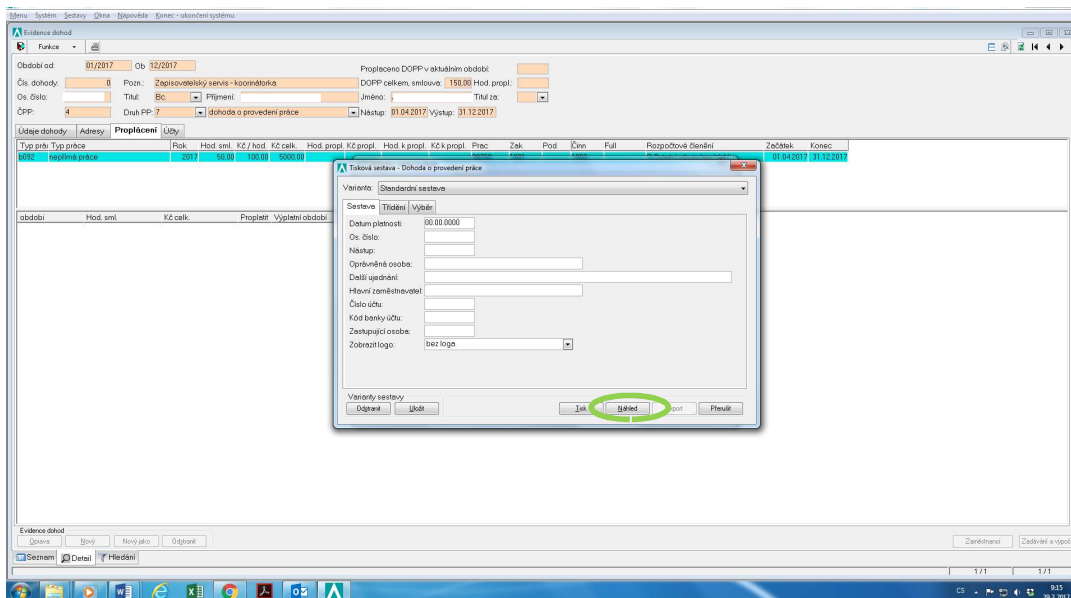 Menu Systém Sestavy Okna Nápověda Konec - ukončení systému
Evidence dohod
Funkce
Období od: 01/2017 Ob 12/2017 Proplaceno DOPP v aktuálním období:
Čís. dohody: 0 Pozn.: Zapisovatelský servis - koorinátorka DOPP celkem, smlouva: 150.00 Hod. propl.:
Os. číslo: Titul: Bc. Příjmení: Jméno: Titul za:
ČPP: 4 Druh PP: 7 dohoda o provedení práce Nástup: 01.04.2017 Výstup: 31.12.2017
Údaje dohody Adresy Proplácení Účty
Typ prá Typ práce Rok Hod. sml. Kč / hod. Kč celk. Hod. propl. Kč propl. Hod. k propl. Kč k propl. Prac Zak. Pod Činn Full Rozpočtové členění Začátek Konec
b092 nepřímá práce 2017 50.00 100.00 5000.00 01.04.2017 31.12.2017
Tisková sestava - Dohoda o provedení práce
Varianta: Standardní sestava
Sestava Třídění Výběr
období Hod. sml. Kč celk. Proplatit Výplatní období
Datum platnosti: 00.00.0000
Os. číslo:
Nástup:
Oprávněná osoba:
Další ujednání:
Hlavní zaměstnavatel:
Číslo účtu:
Kód banky účtu:
Zastupující osoba:
Zobrazit logo: bez loga
Varianty sestavy
Odstranit Uložit Tisk Náhled Přerušit
Evidence dohod
Oprava Nový Nový jako Odstranit Zaměstnanci Zadávání a výpoč
Seznam Detail Hledání
1 / 1 1 / 1
CS 9:15
29.3.2017